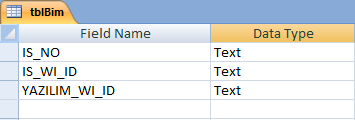 tblBim
Field Name Data Type
IS_NO Text
IS_WI_ID Text
YAZILIM_WI_ID Text